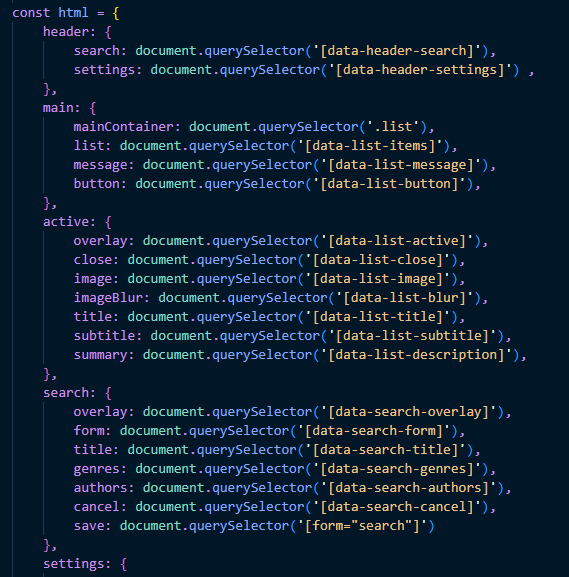 const html = {
    header: {
        search: document.querySelector('[data-header-search]'),
        settings: document.querySelector('[data-header-settings]') ,
    },
    main: {
        mainContainer: document.querySelector('.list'),
        list: document.querySelector('[data-list-items]'),
        message: document.querySelector('[data-list-message]'),
        button: document.querySelector('[data-list-button]'),
    },
    active: {
        overlay: document.querySelector('[data-list-active]'),
        close: document.querySelector('[data-list-close]'),
        image: document.querySelector('[data-list-image]'),
        imageBlur: document.querySelector('[data-list-blur]'),
        title: document.querySelector('[data-list-title]'),
        subtitle: document.querySelector('[data-list-subtitle]'),
        summary: document.querySelector('[data-list-description]'),
    },
    search: {
        overlay: document.querySelector('[data-search-overlay]'),
        form: document.querySelector('[data-search-form]'),
        title: document.querySelector('[data-search-title]'),
        genres: document.querySelector('[data-search-genres]'),
        authors: document.querySelector('[data-search-authors]'),
        cancel: document.querySelector('[data-search-cancel]'),
        save: document.querySelector('[form="search"]')
    },
    settings: {